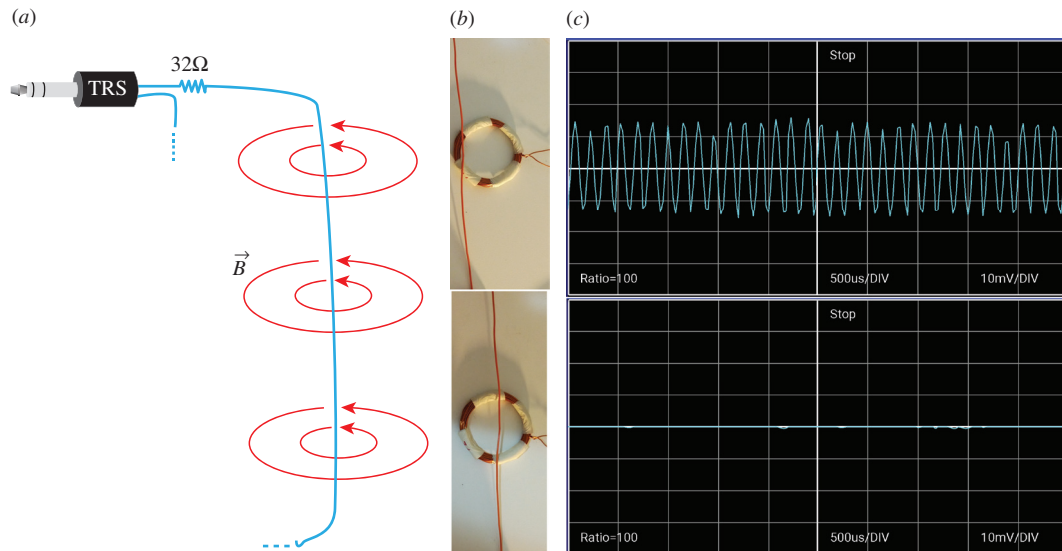 (a)
(b)
(c)
TRS
32Ω
B
Stop
Ratio=100 500us/DIV 10mV/DIV
Stop
Ratio=100 500us/DIV 10mV/DIV